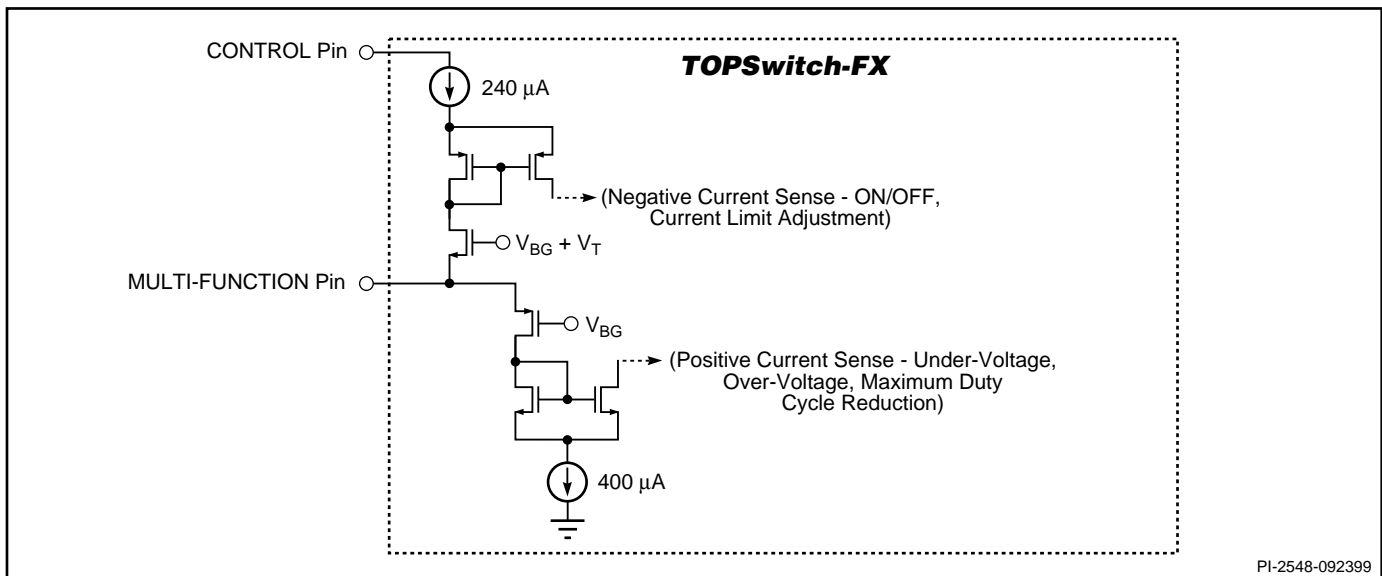 CONTROL Pin
TOPSwitch-FX
240 μA
(Negative Current Sense - ON/OFF,
Current Limit Adjustment)
V_BG + V_T
MULTI-FUNCTION Pin
V_BG
(Positive Current Sense - Under-Voltage,
Over-Voltage, Maximum Duty
Cycle Reduction)
400 μA
PI-2548-092399